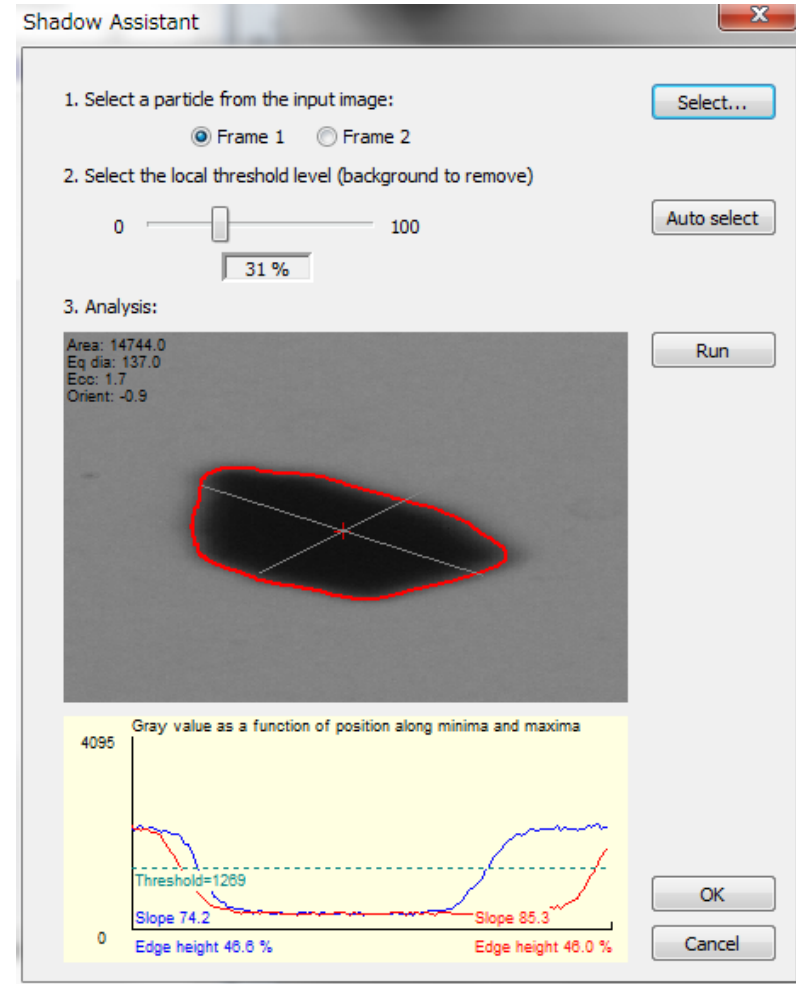 Shadow Assistant
x
1. Select a particle from the input image:
Select...
Frame 1 Frame 2
2. Select the local threshold level (background to remove)
0 100
Auto select
31 %
3. Analysis:
Run
Area: 14744.0
Eq dia: 137.0
Ecc: 1.7
Orient: -0.9
Gray value as a function of position along minima and maxima
4095
Threshold=1269
Slope 74.2 Slope 85.3
0
Edge height 46.6 % Edge height 46.0 %
OK
Cancel